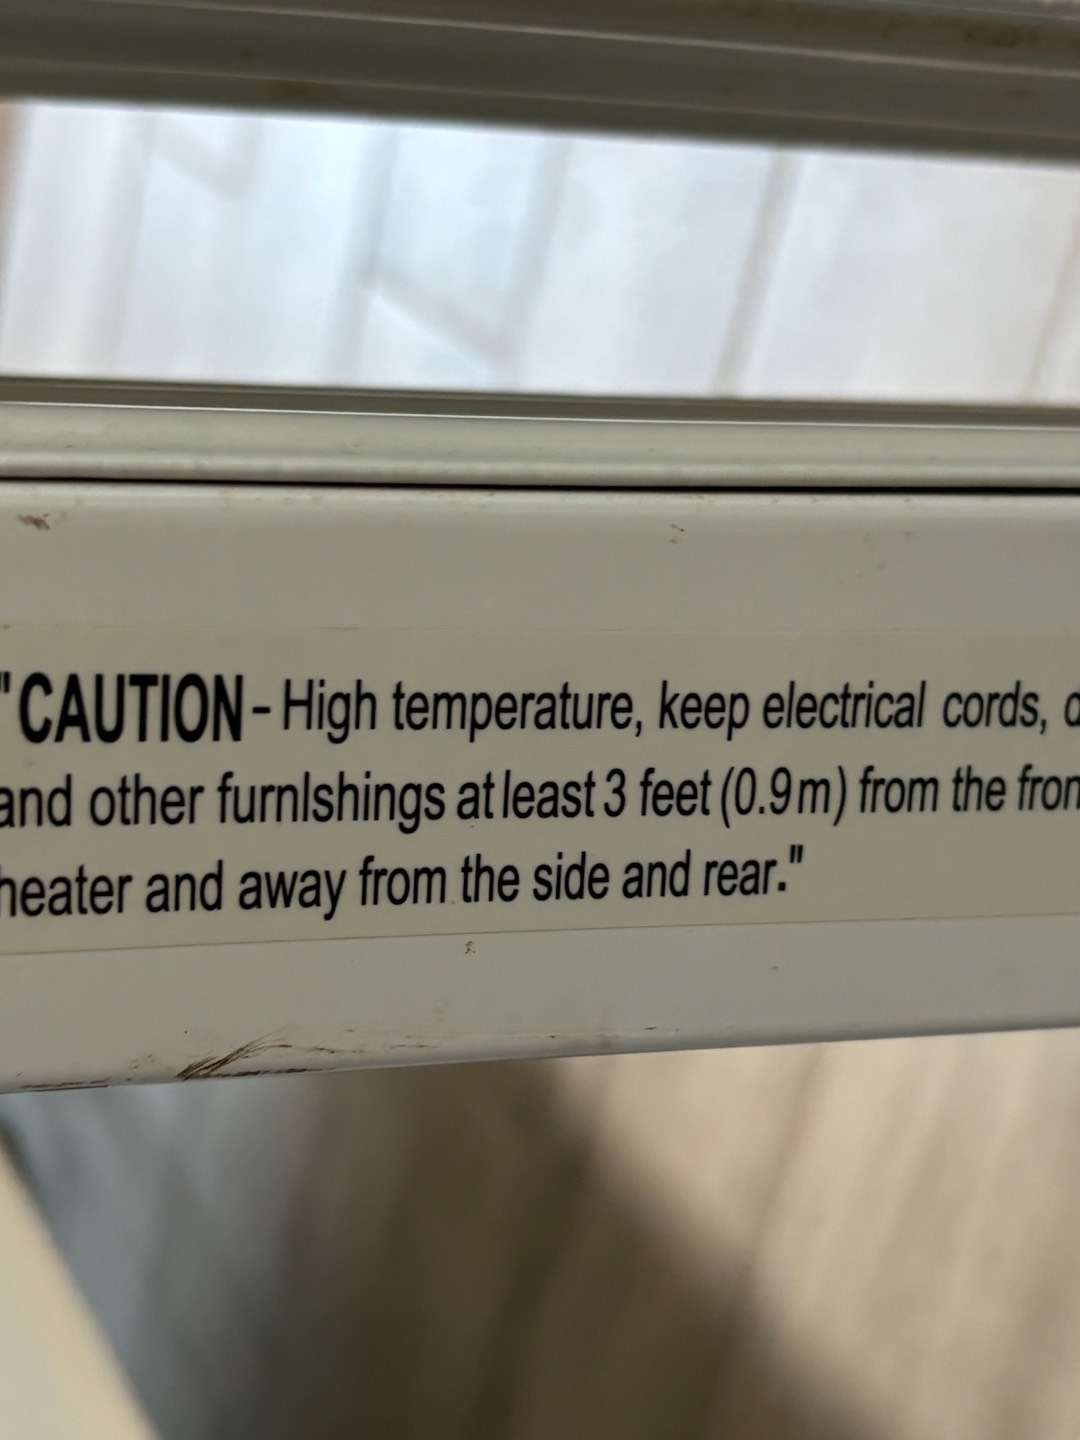 "CAUTION - High temperature, keep electrical cords,
and other furnlshings at least 3 feet (0.9m) from the
heater and away from the side and rear."